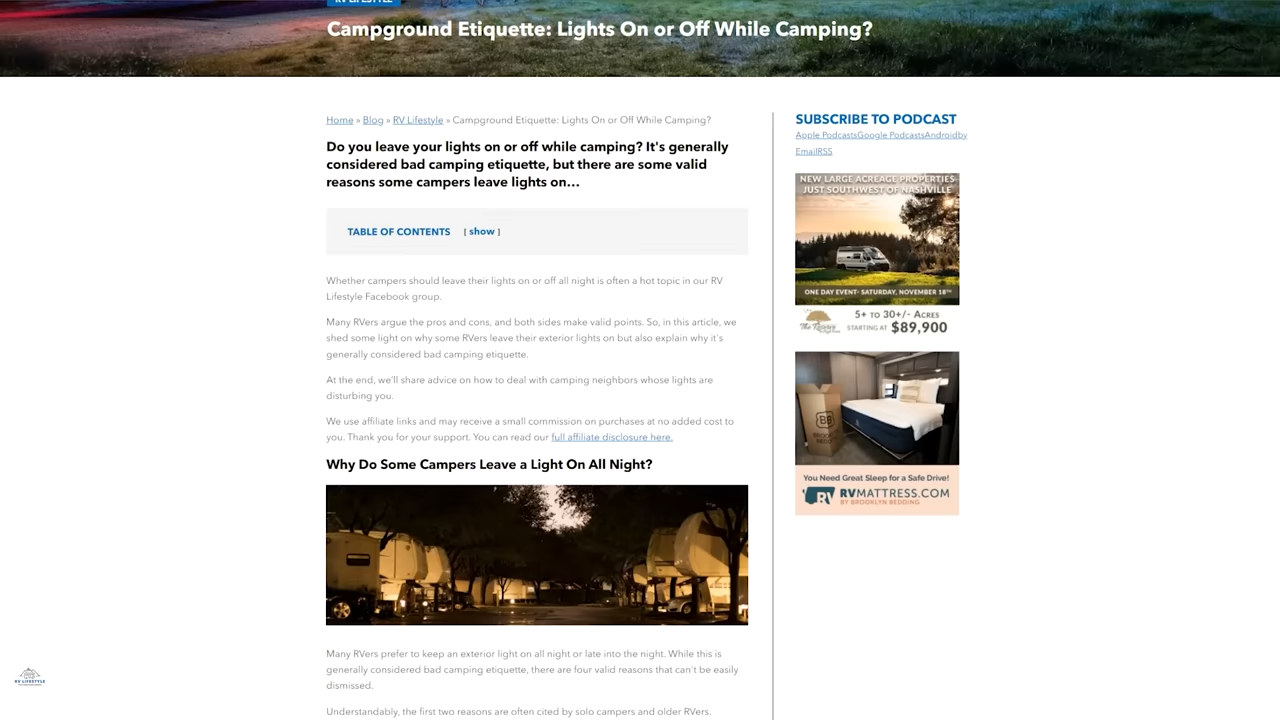 RV LIFESTYLE
Campground Etiquette: Lights On or Off While Camping?
Home » Blog » RV Lifestyle » Campground Etiquette: Lights On or Off While Camping?
Do you leave your lights on or off while camping? It's generally
considered bad camping etiquette, but there are some valid
reasons some campers leave lights on…
TABLE OF CONTENTS [ show ]
Whether campers should leave their lights on or off all night is often a hot topic in our RV
Lifestyle Facebook group.
Many RVers argue the pros and cons, and both sides make valid points. So, in this article, we
shed some light on why some RVers leave their exterior lights on but also explain why it's
generally considered bad camping etiquette.
At the end, we'll share advice on how to deal with camping neighbors whose lights are
disturbing you.
We use affiliate links and may receive a small commission on purchases at no added cost to
you. Thank you for your support. You can read our full affiliate disclosure here.
Why Do Some Campers Leave a Light On All Night?
Many RVers prefer to keep an exterior light on all night or late into the night. While this is
generally considered bad camping etiquette, there are four valid reasons that can't be easily
dismissed.
Understandably, the first two reasons are often cited by solo campers and older RVers.
SUBSCRIBE TO PODCAST
Apple PodcastsGoogle PodcastsAndroidby
EmailRSS
NEW LARGE ACREAGE PROPERTIES
JUST SOUTHWEST OF NASHVILLE
ONE DAY EVENT- SATURDAY, NOVEMBER 18TH
5+ TO 30+/- ACRES
STARTING AT $89,900
BB
You Need Great Sleep for a Safe Drive!
RV RVMATTRESS.COM
BY BROOKLYN BEDDING
RV LIFESTYLE